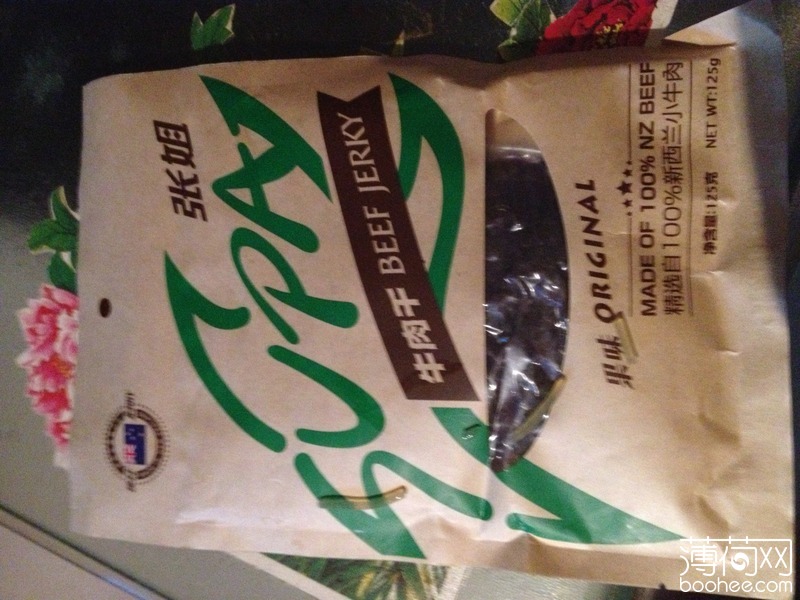 张姐
SUPAY
牛肉干 BEEF JERKY
果味 ORIGINAL
MADE OF 100% NZ BEEF
精选自100%新西兰小牛肉
净含量:125克 NET WT:125g
薄荷网
boohee.com